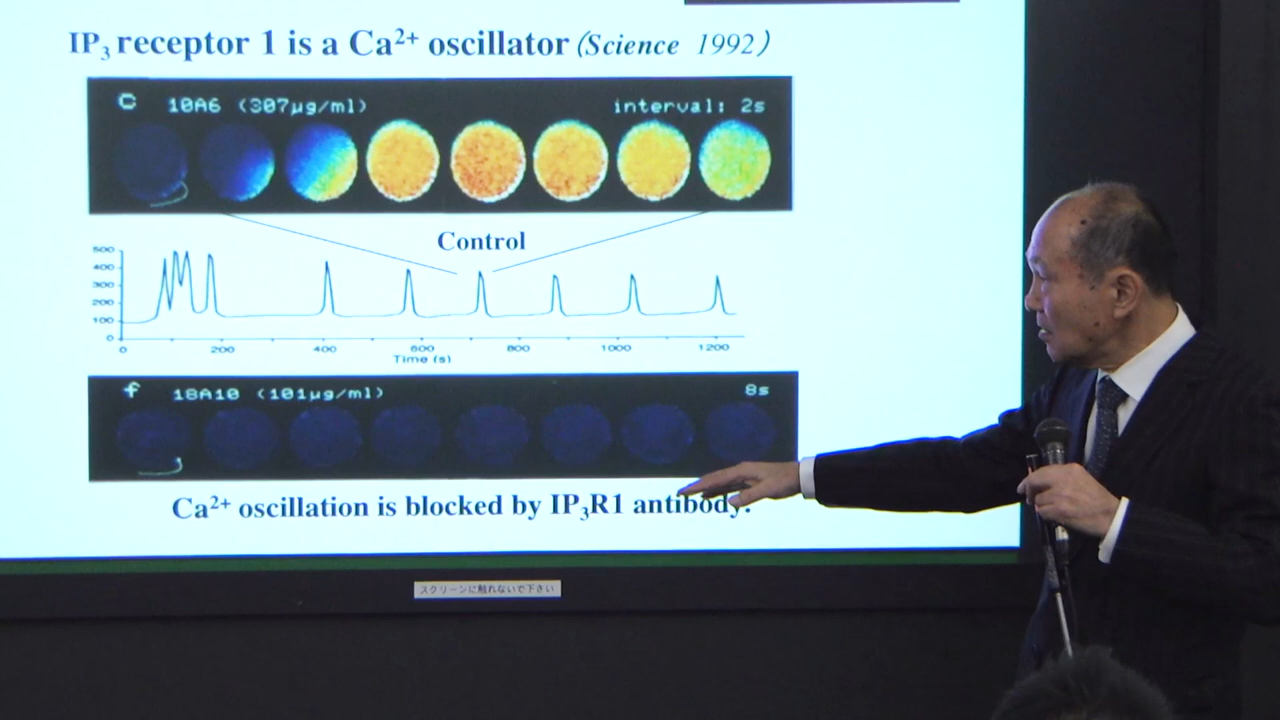 IP₃ receptor 1 is a Ca²⁺ oscillator (Science 1992)
C 10A6 (307µg/ml) interval: 2s
Control
500
400
300
200
100
0
0 200 400 600 800 1000 1200
Time (s)
f 18A10 (101µg/ml) 8s
Ca²⁺ oscillation is blocked by IP₃R1 antibody.
スクリーンに触れないで下さい